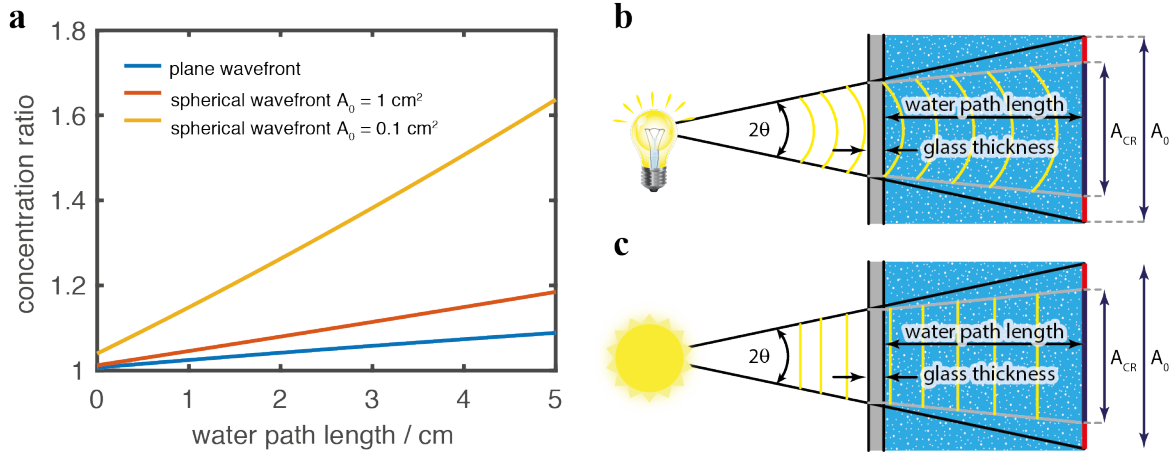 a
1.8
1.6
1.4
1.2
1
0
1
2
3
4
5
concentration ratio
water path length / cm
plane wavefront
spherical wavefront A₀ = 1 cm²
spherical wavefront A₀ = 0.1 cm²
b
2θ
water path length
glass thickness
A_CR
A₀
c
2θ
water path length
glass thickness
A_CR
A₀